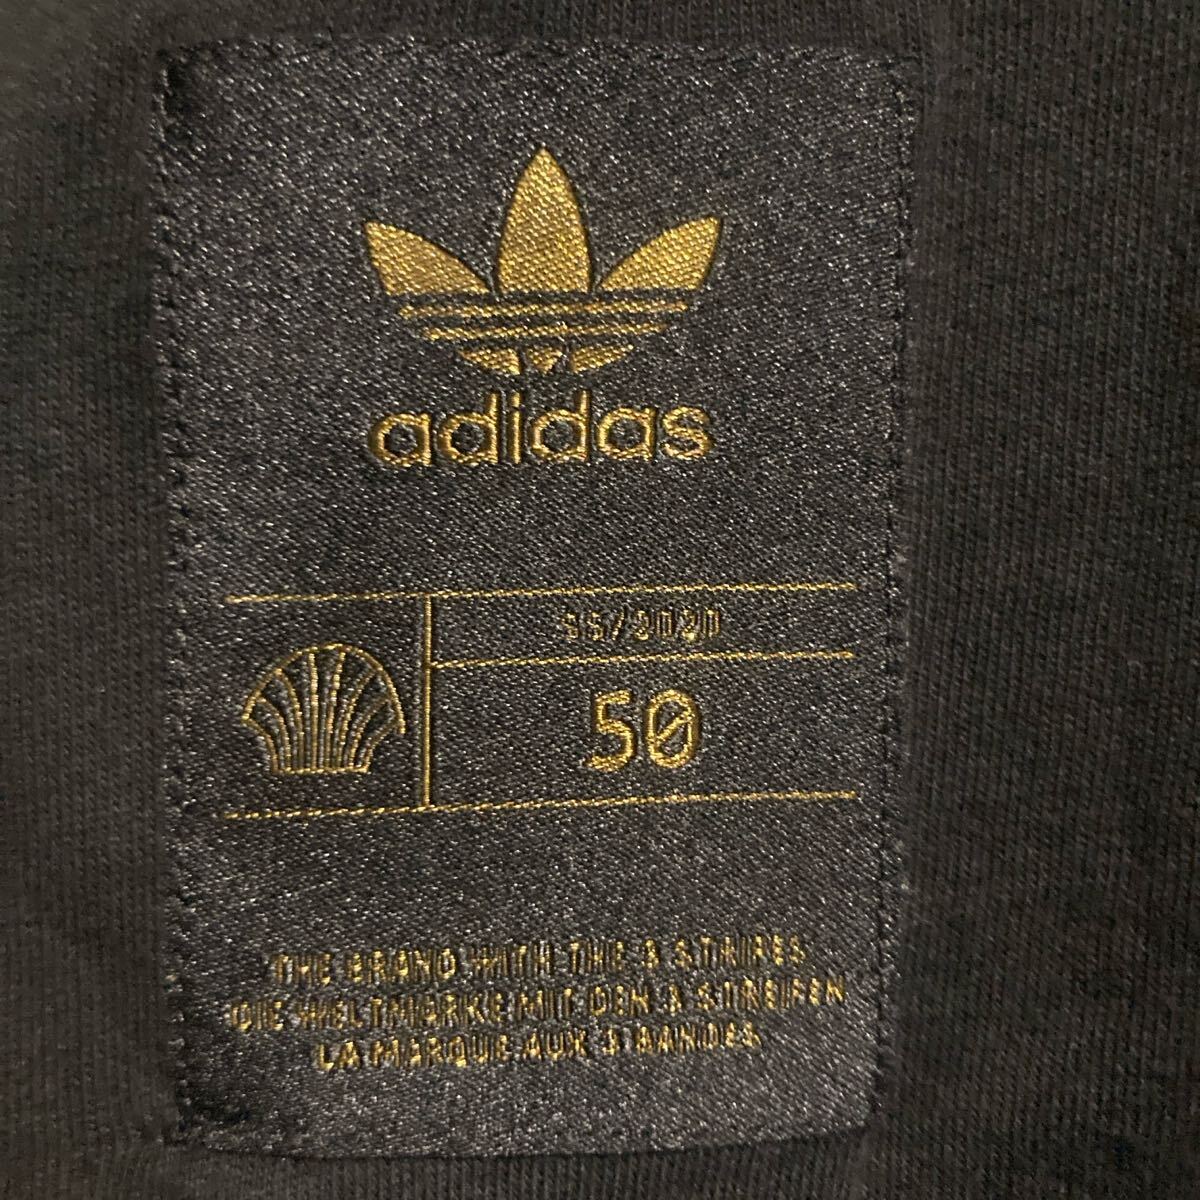 adidas
SS/2020
50
THE BRAND WITH THE 3 STRIPES
DIE WELTMARKE MIT DEN 3 STREIFEN
LA MARQUE AUX 3 BANDES